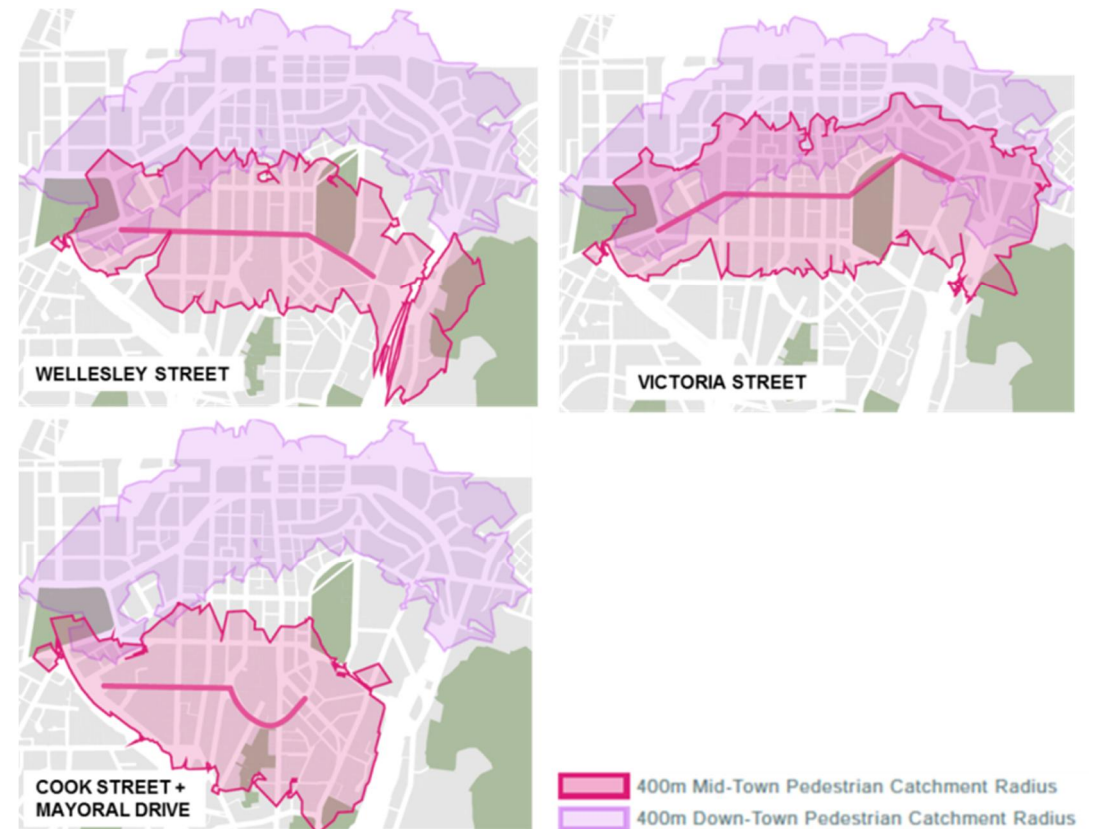 WELLESLEY STREET
VICTORIA STREET
COOK STREET +
MAYORAL DRIVE
400m Mid-Town Pedestrian Catchment Radius
400m Down-Town Pedestrian Catchment Radius